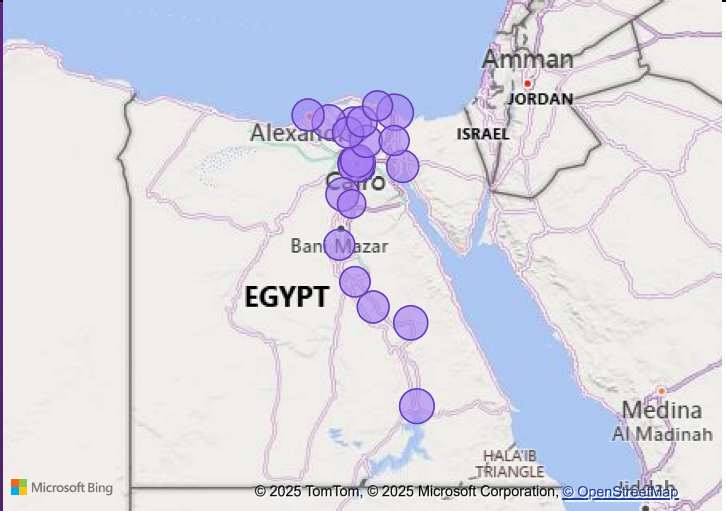 Amman
JORDAN
Alexand
ISRAEL
Cairo
Bani Mazar
EGYPT
Medina
Al Madinah
HALA'IB
TRIANGLE
Jiddah
Microsoft Bing
© 2025 TomTom, © 2025 Microsoft Corporation, © OpenStreetMap